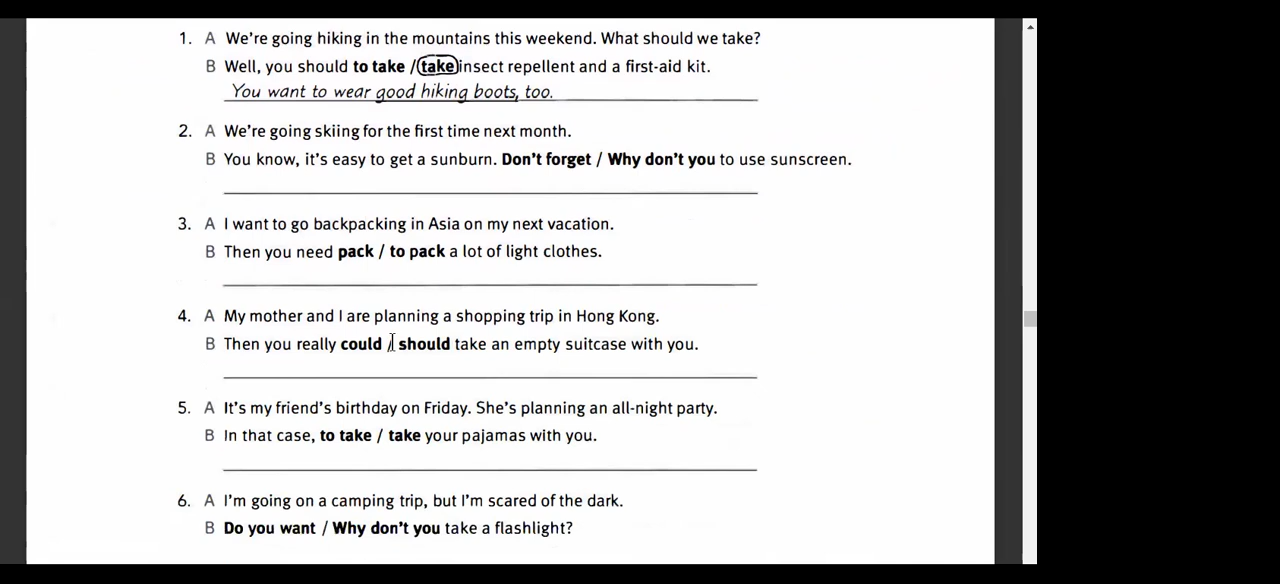 1. A We're going hiking in the mountains this weekend. What should we take?
B Well, you should to take / take insect repellent and a first-aid kit.
You want to wear good hiking boots, too.
2. A We're going skiing for the first time next month.
B You know, it's easy to get a sunburn. Don't forget / Why don't you to use sunscreen.
3. A I want to go backpacking in Asia on my next vacation.
B Then you need pack / to pack a lot of light clothes.
4. A My mother and I are planning a shopping trip in Hong Kong.
B Then you really could / should take an empty suitcase with you.
5. A It's my friend's birthday on Friday. She's planning an all-night party.
B In that case, to take / take your pajamas with you.
6. A I'm going on a camping trip, but I'm scared of the dark.
B Do you want / Why don't you take a flashlight?